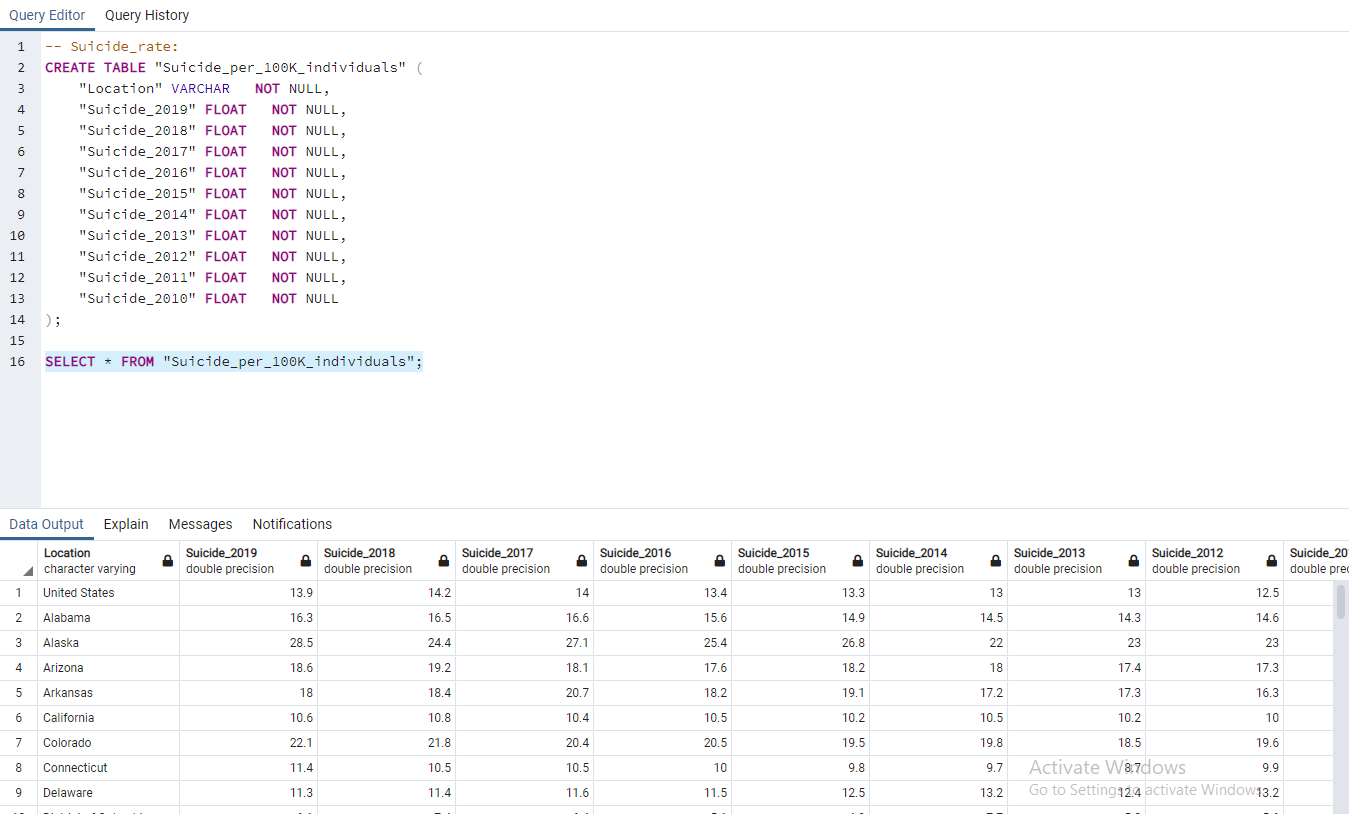 Query Editor Query History
1 -- Suicide_rate:
2 CREATE TABLE "Suicide_per_100K_individuals" (
3 "Location" VARCHAR NOT NULL,
4 "Suicide_2019" FLOAT NOT NULL,
5 "Suicide_2018" FLOAT NOT NULL,
6 "Suicide_2017" FLOAT NOT NULL,
7 "Suicide_2016" FLOAT NOT NULL,
8 "Suicide_2015" FLOAT NOT NULL,
9 "Suicide_2014" FLOAT NOT NULL,
10 "Suicide_2013" FLOAT NOT NULL,
11 "Suicide_2012" FLOAT NOT NULL,
12 "Suicide_2011" FLOAT NOT NULL,
13 "Suicide_2010" FLOAT NOT NULL
14 );
15
16 SELECT * FROM "Suicide_per_100K_individuals";
Data Output Explain Messages Notifications
Location Suicide_2019 Suicide_2018 Suicide_2017 Suicide_2016 Suicide_2015 Suicide_2014 Suicide_2013 Suicide_2012 Suicide_20
character varying double precision double precision double precision double precision double precision double precision double precision double precision double prec
1 United States 13.9 14.2 14 13.4 13.3 13 13 12.5
2 Alabama 16.3 16.5 16.6 15.6 14.9 14.5 14.3 14.6
3 Alaska 28.5 24.4 27.1 25.4 26.8 22 23 23
4 Arizona 18.6 19.2 18.1 17.6 18.2 18 17.4 17.3
5 Arkansas 18 18.4 20.7 18.2 19.1 17.2 17.3 16.3
6 California 10.6 10.8 10.4 10.5 10.2 10.5 10.2 10
7 Colorado 22.1 21.8 20.4 20.5 19.5 19.8 18.5 19.6
8 Connecticut 11.4 10.5 10.5 10 9.8 9.7 8.7 9.9
9 Delaware 11.3 11.4 11.6 11.5 12.5 13.2 12.4 13.2
Activate Windows
Go to Settings to activate Windows.